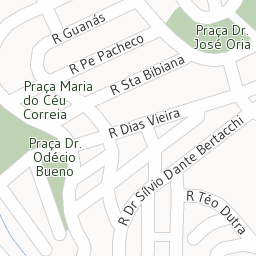 R Guanás
Praça Dr.
José Oria
R Pe Pacheco
R Sta Bibiana
Praça Maria
do Céu
Correia
R Dias Vieira
Praça Dr.
Odécio
Bueno
R Dr Sílvio Dante Bertacchi
R Téo Dutra